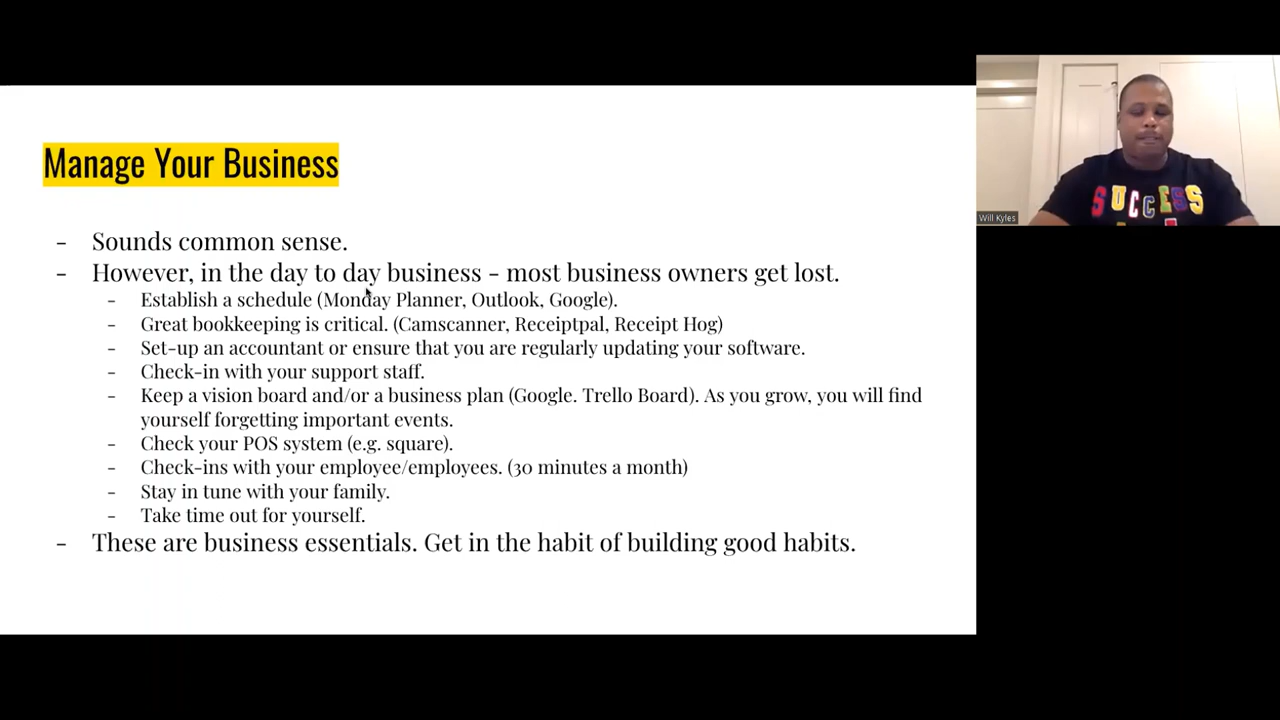 Manage Your Business
- Sounds common sense.
- However, in the day to day business - most business owners get lost.
- Establish a schedule (Monday Planner, Outlook, Google).
- Great bookkeeping is critical. (Camscanner, Receiptpal, Receipt Hog)
- Set-up an accountant or ensure that you are regularly updating your software.
- Check-in with your support staff.
- Keep a vision board and/or a business plan (Google. Trello Board). As you grow, you will find
yourself forgetting important events.
- Check your POS system (e.g. square).
- Check-ins with your employee/employees. (30 minutes a month)
- Stay in tune with your family.
- Take time out for yourself.
- These are business essentials. Get in the habit of building good habits.
SUCCESS
Will Kyles